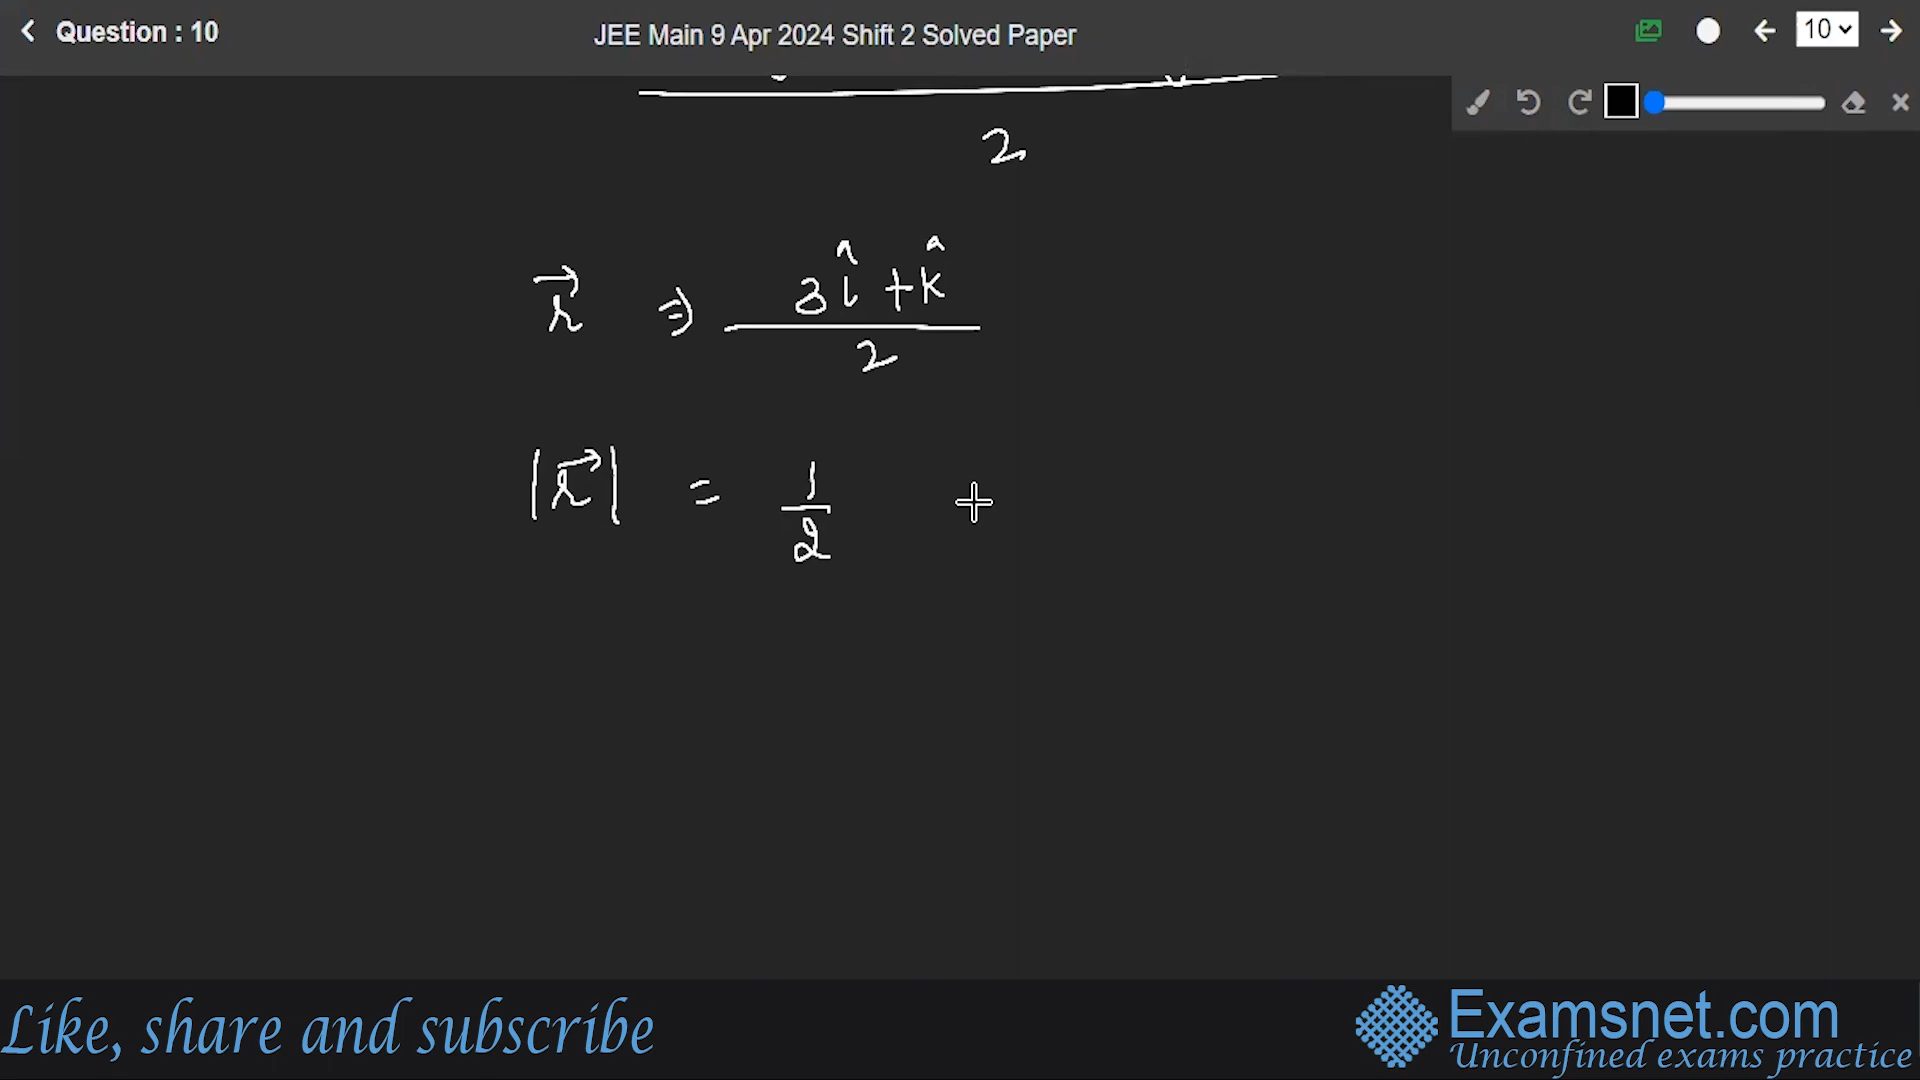 Question : 10
JEE Main 9 Apr 2024 Shift 2 Solved Paper
10
2
r⃗ ⇒ (3î + k̂) / 2
|r⃗| = 1/2
Like, share and subscribe
Examsnet.com
Unconfined exams practice